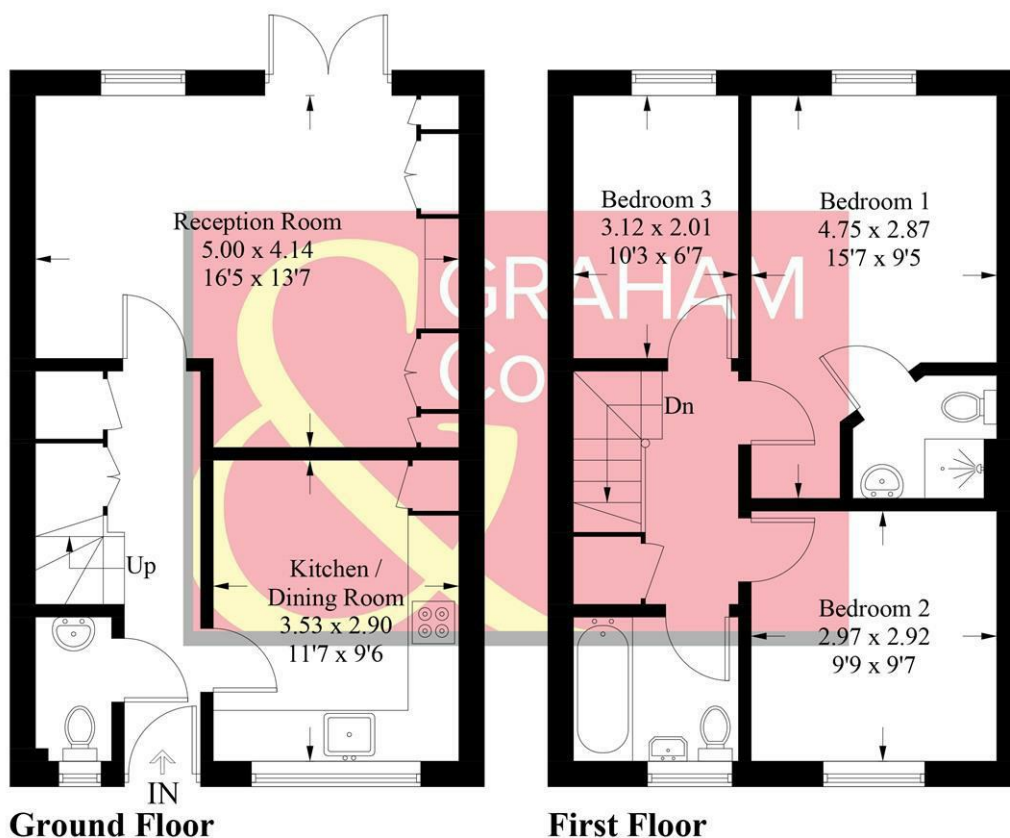 Reception Room
5.00 x 4.14
16'5 x 13'7
Bedroom 3
3.12 x 2.01
10'3 x 6'7
Bedroom 1
4.75 x 2.87
15'7 x 9'5
GRAHAM
Co
Dn
Up
Kitchen /
Dining Room
3.53 x 2.90
11'7 x 9'6
Bedroom 2
2.97 x 2.92
9'9 x 9'7
IN
Ground Floor
First Floor
&